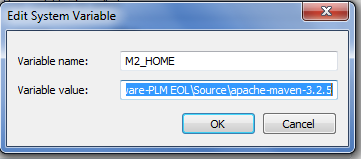 Edit System Variable
Variable name: M2_HOME
Variable value: vare-PLM EOL\Source\apache-maven-3.2.5
OK Cancel